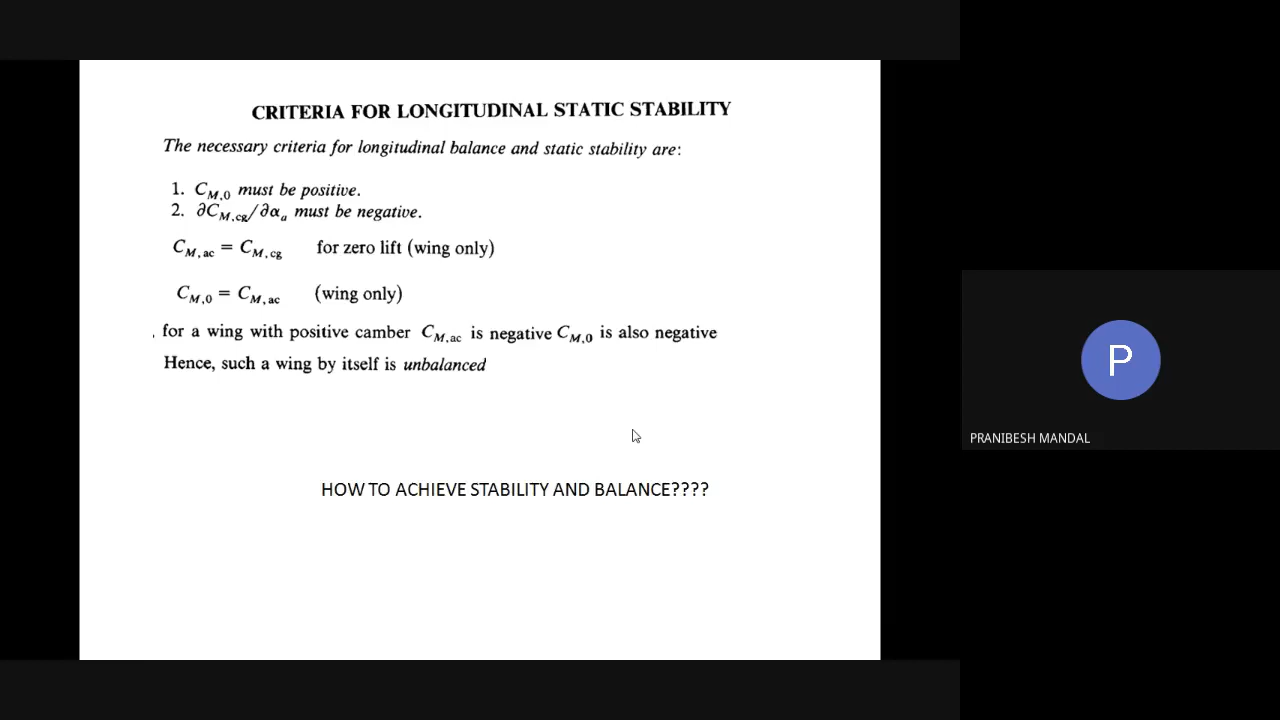 CRITERIA FOR LONGITUDINAL STATIC STABILITY
The necessary criteria for longitudinal balance and static stability are:
1. C_{M,0} must be positive.
2. ∂C_{M,cg}/∂α_a must be negative.
C_{M,ac} = C_{M,cg} for zero lift (wing only)
C_{M,0} = C_{M,ac} (wing only)
for a wing with positive camber C_{M,ac} is negative C_{M,0} is also negative
Hence, such a wing by itself is unbalanced
HOW TO ACHIEVE STABILITY AND BALANCE????
P
PRANIBESH MANDAL